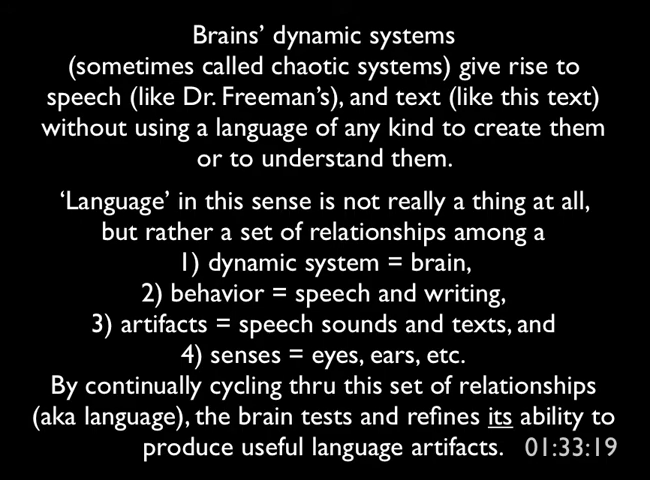 Brains’ dynamic systems
(sometimes called chaotic systems) give rise to
speech (like Dr. Freeman’s), and text (like this text)
without using a language of any kind to create them
or to understand them.
‘Language’ in this sense is not really a thing at all,
but rather a set of relationships among a
1) dynamic system = brain,
2) behavior = speech and writing,
3) artifacts = speech sounds and texts, and
4) senses = eyes, ears, etc.
By continually cycling thru this set of relationships
(aka language), the brain tests and refines its ability to
produce useful language artifacts. 01:33:19